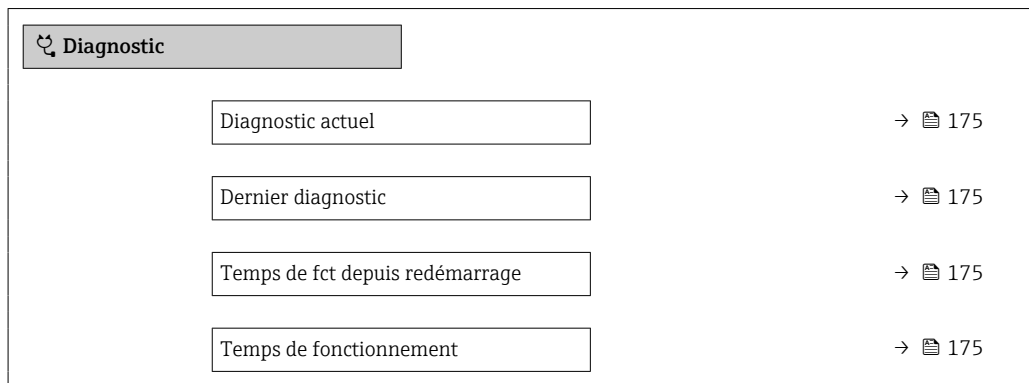 Diagnostic
Diagnostic actuel → 175
Dernier diagnostic → 175
Temps de fct depuis redémarrage → 175
Temps de fonctionnement → 175